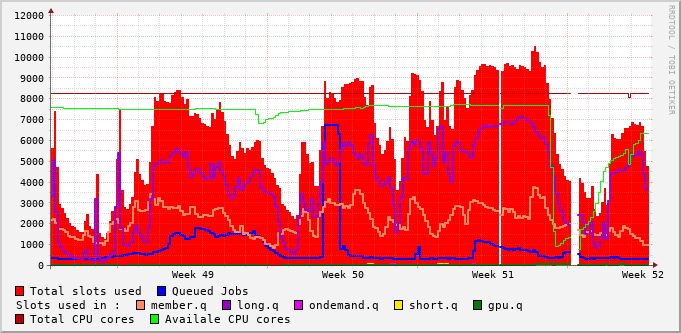 12000
11000
10000
9000
8000
7000
6000
5000
4000
3000
2000
1000
0
Week 49 Week 50 Week 51 Week 52
Total slots used Queued Jobs
Slots used in : member.q long.q ondemand.q short.q gpu.q
Total CPU cores Availale CPU cores
RRDTOOL / TOBI OETIKER